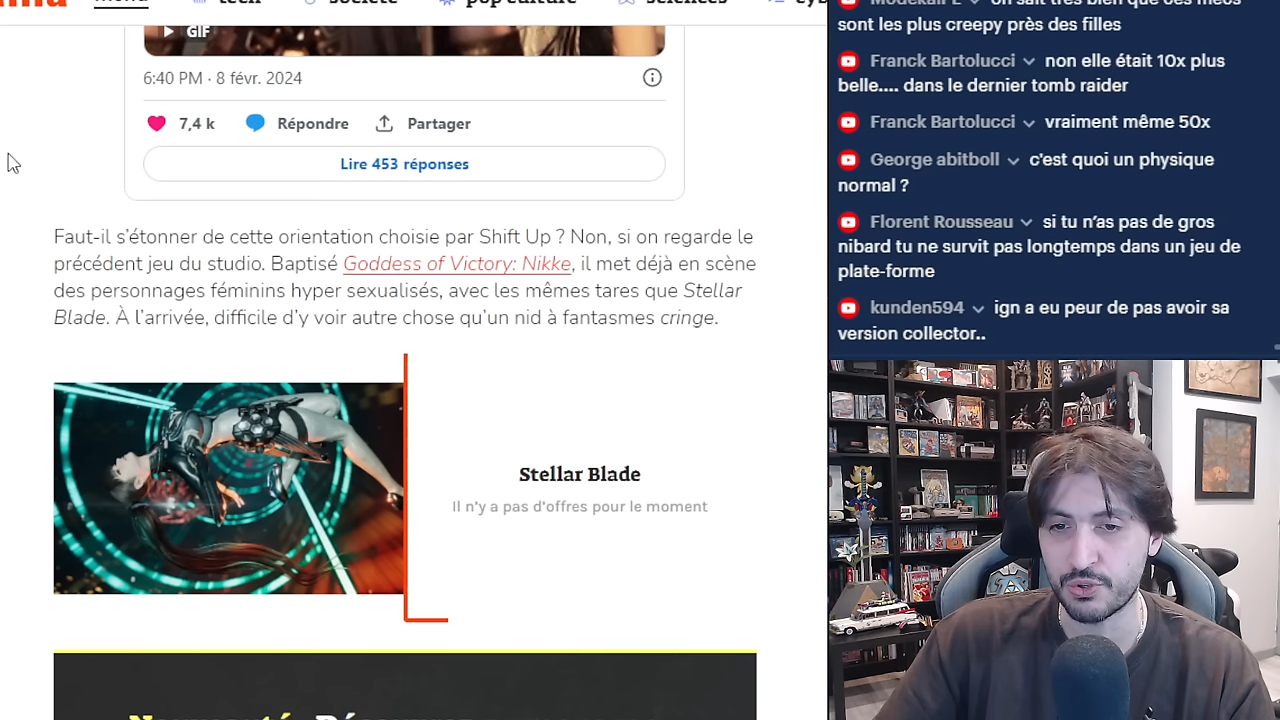 menu tech société pop culture sciences
GIF
6:40 PM · 8 févr. 2024
7,4 k Répondre Partager
Lire 453 réponses
Faut-il s’étonner de cette orientation choisie par Shift Up ? Non, si on regarde le
précédent jeu du studio. Baptisé Goddess of Victory: Nikke, il met déjà en scène
des personnages féminins hyper sexualisés, avec les mêmes tares que Stellar
Blade. À l’arrivée, difficile d’y voir autre chose qu’un nid à fantasmes cringe.
Stellar Blade
Il n’y a pas d’offres pour le moment
sont les plus creepy près des filles
Franck Bartolucci non elle était 10x plus
belle.... dans le dernier tomb raider
Franck Bartolucci vraiment même 50x
George abitboll c'est quoi un physique
normal ?
Florent Rousseau si tu n’as pas de gros
nibard tu ne survit pas longtemps dans un jeu de
plate-forme
kunden594 ign a eu peur de pas avoir sa
version collector..